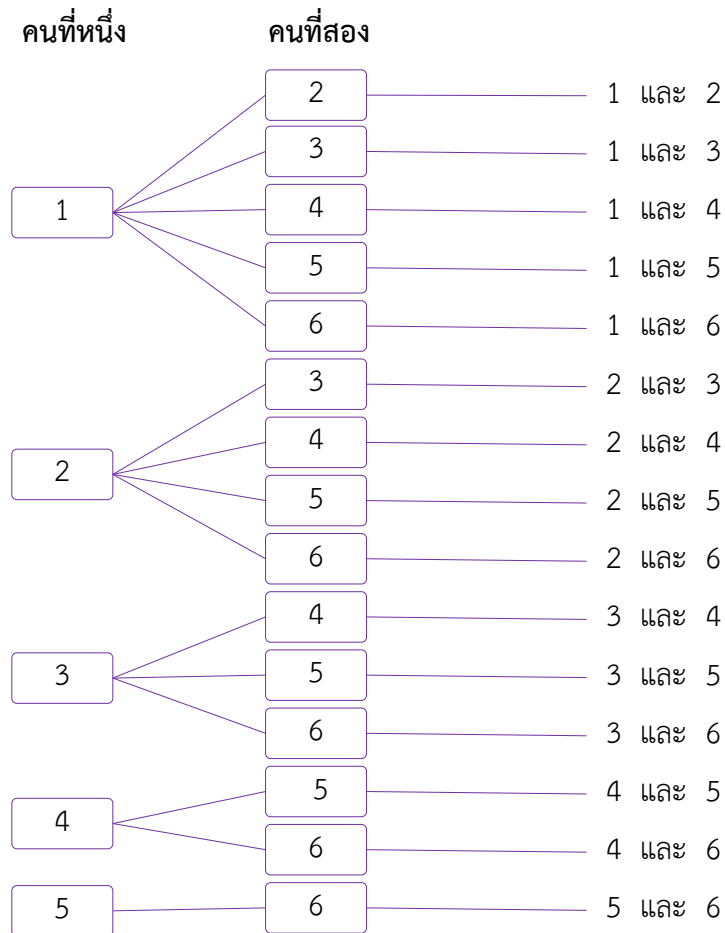 คนที่หนึ่ง คนที่สอง
2 1 และ 2
3 1 และ 3
1 4 1 และ 4
5 1 และ 5
6 1 และ 6
3 2 และ 3
4 2 และ 4
2 5 2 และ 5
6 2 และ 6
4 3 และ 4
3 5 3 และ 5
6 3 และ 6
5 4 และ 5
4 6 4 และ 6
5 6 5 และ 6